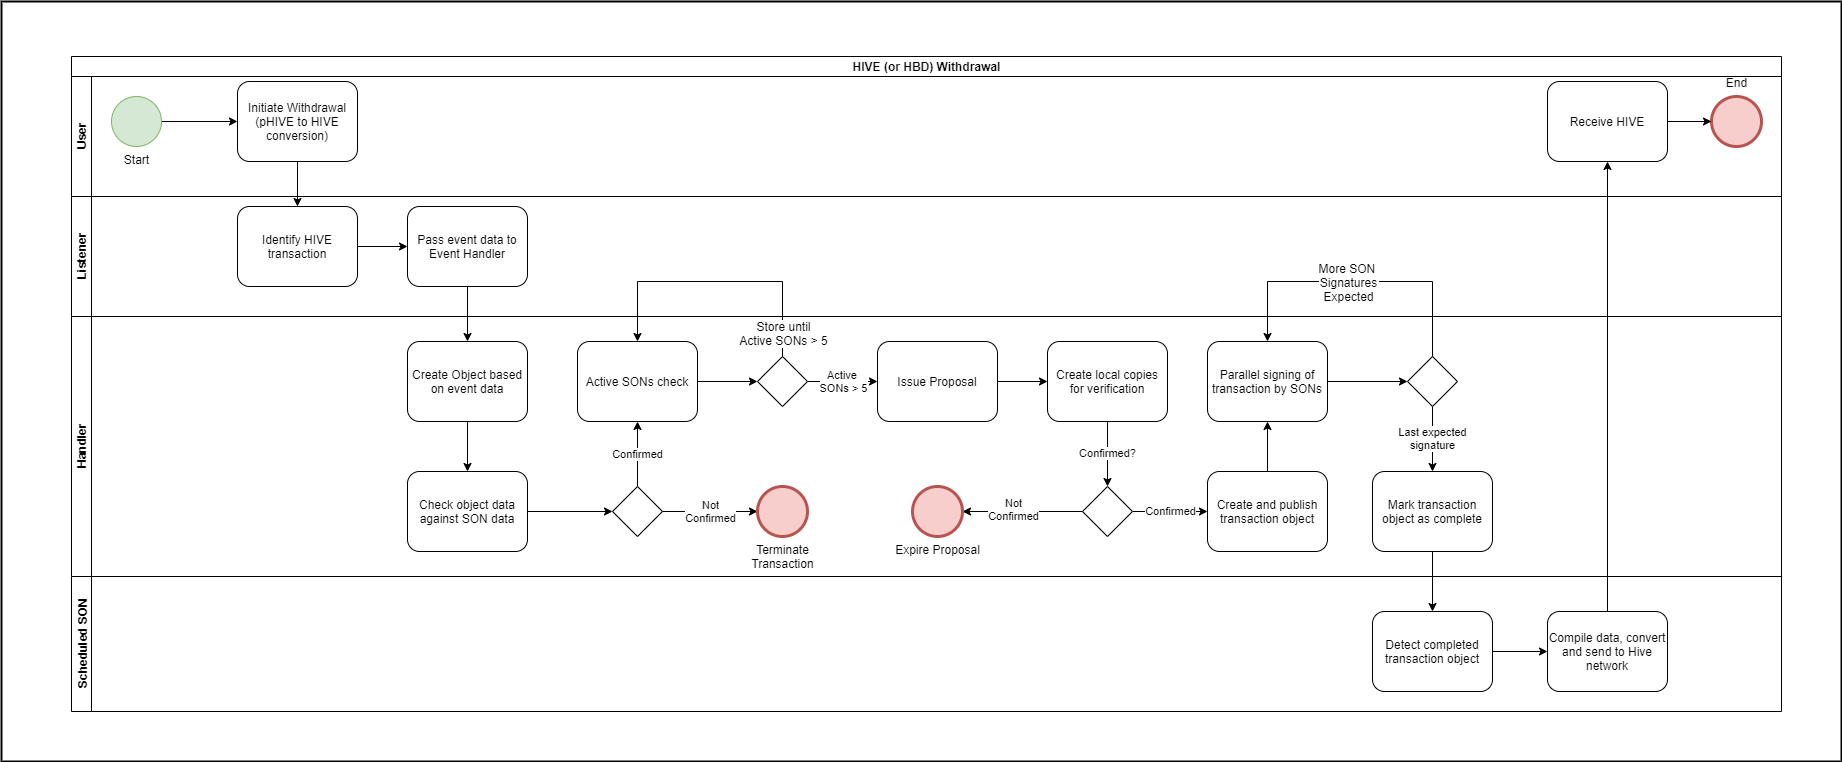 HIVE (or HBD) Withdrawal
User
Start
Initiate Withdrawal
(pHIVE to HIVE
conversion)
Receive HIVE
End
Listener
Identify HIVE
transaction
Pass event data to
Event Handler
More SON
Signatures
Expected
Handler
Create Object based
on event data
Check object data
against SON data
Confirmed
Not
Confirmed
Terminate
Transaction
Active SONs check
Store until
Active SONs > 5
Active
SONs > 5
Issue Proposal
Create local copies
for verification
Confirmed?
Not
Confirmed
Expire Proposal
Confirmed
Create and publish
transaction object
Parallel signing of
transaction by SONs
Last expected
signature
Mark transaction
object as complete
Scheduled SON
Detect completed
transaction object
Compile data, convert
and send to Hive
network